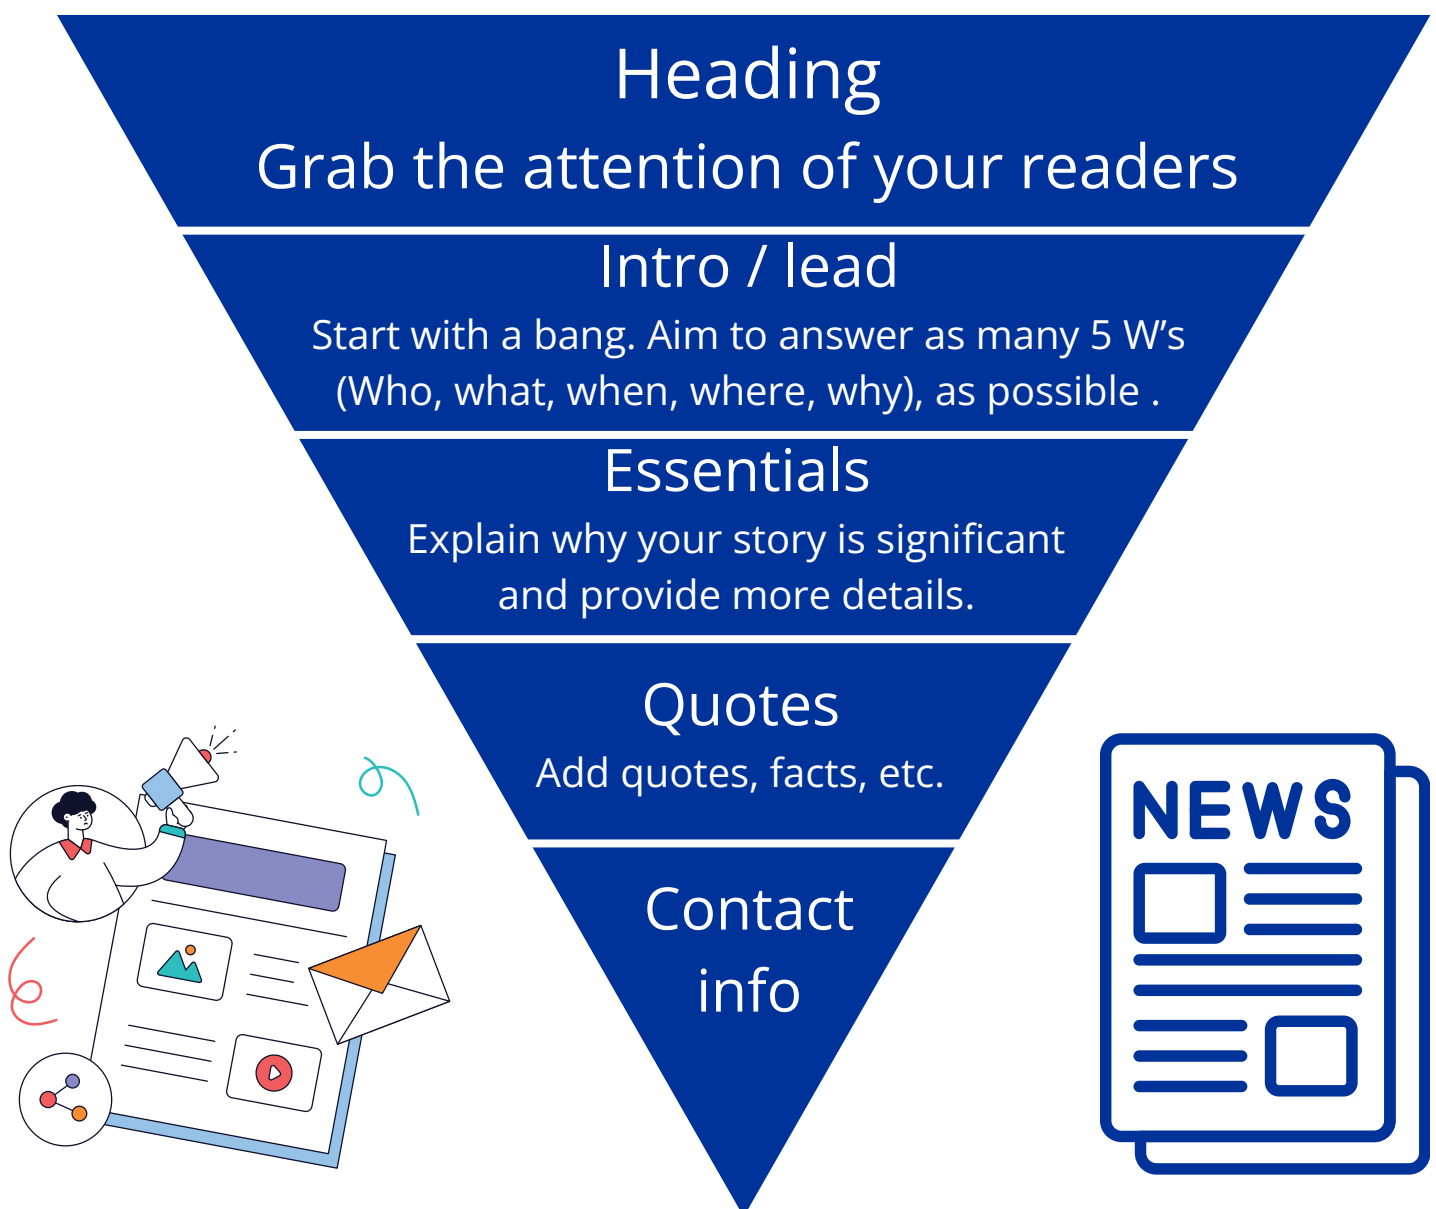 Heading
Grab the attention of your readers
Intro / lead
Start with a bang. Aim to answer as many 5 W’s
(Who, what, when, where, why), as possible .
Essentials
Explain why your story is significant
and provide more details.
Quotes
Add quotes, facts, etc.
Contact
info
NEWS